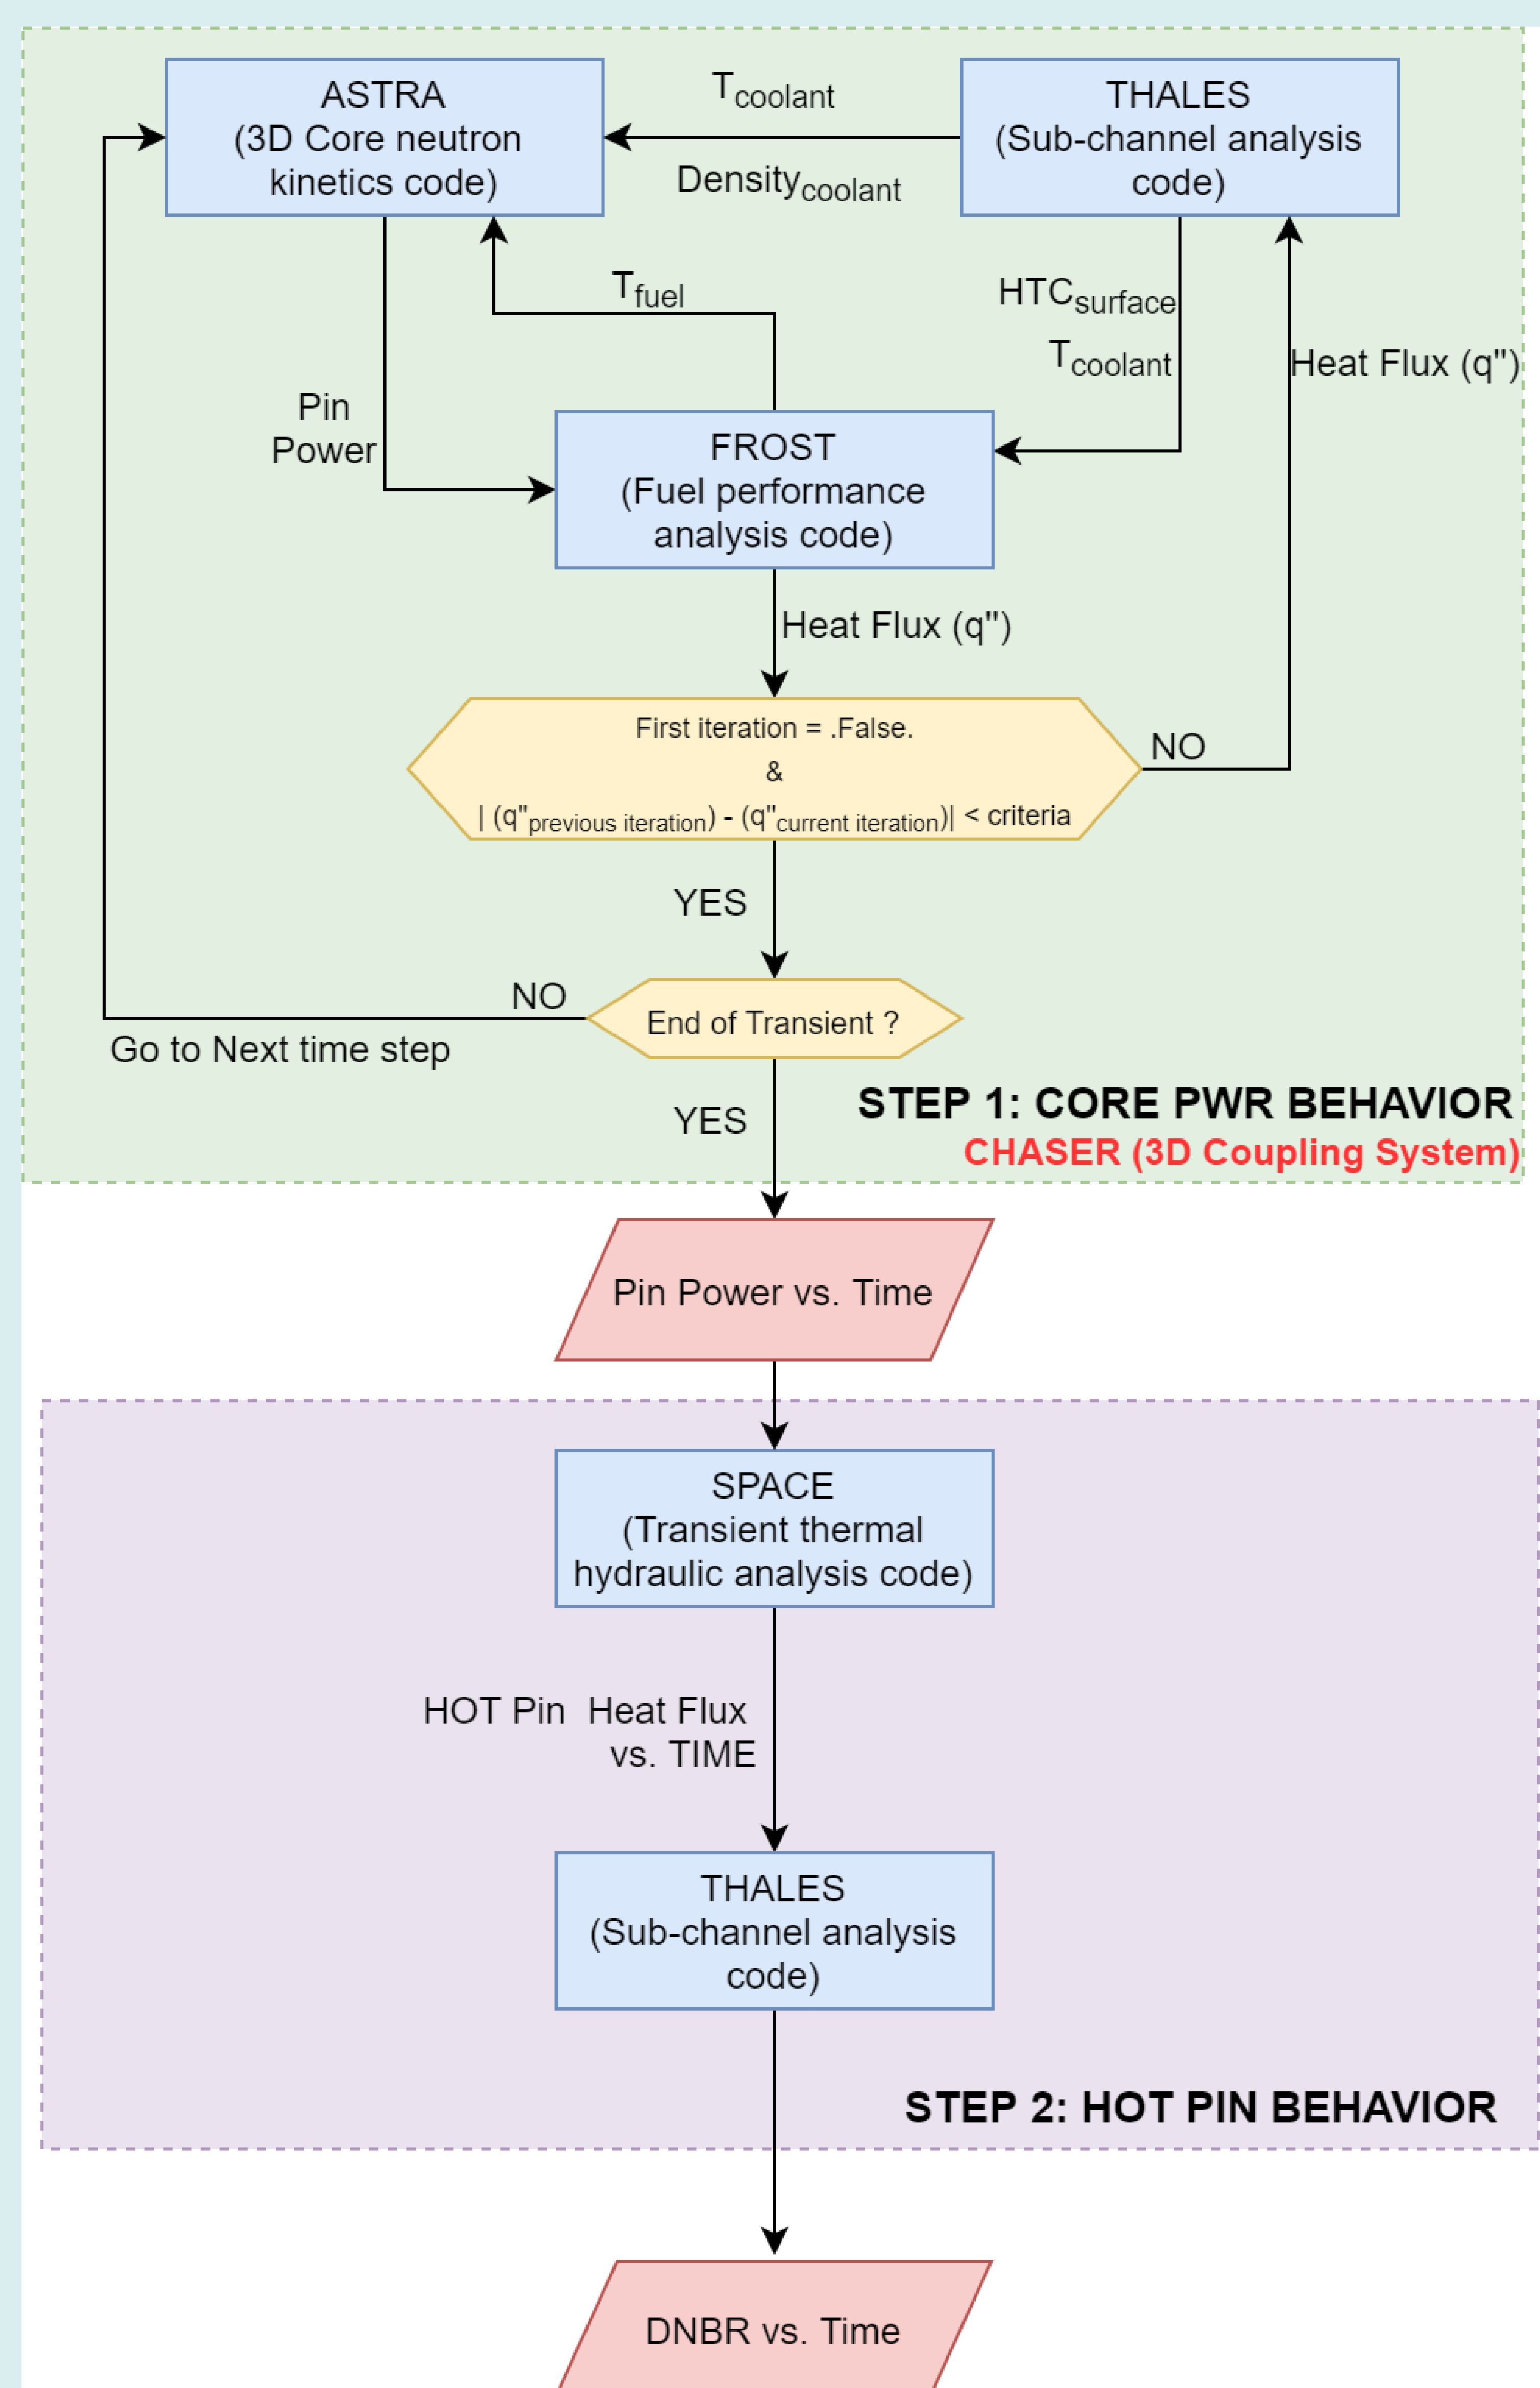 ASTRA
(3D Core neutron
kinetics code)
Tcoolant
Densitycoolant
THALES
(Sub-channel analysis
code)
Tfuel
HTCsurface
Tcoolant
Heat Flux (q")
Pin
Power
FROST
(Fuel performance
analysis code)
Heat Flux (q")
First iteration = .False.
&
| (q"previous iteration) - (q"current iteration)| < criteria
NO
YES
NO
End of Transient ?
Go to Next time step
YES
STEP 1: CORE PWR BEHAVIOR
CHASER (3D Coupling System)
Pin Power vs. Time
SPACE
(Transient thermal
hydraulic analysis code)
HOT Pin  Heat Flux
vs. TIME
THALES
(Sub-channel analysis
code)
STEP 2: HOT PIN BEHAVIOR
DNBR vs. Time